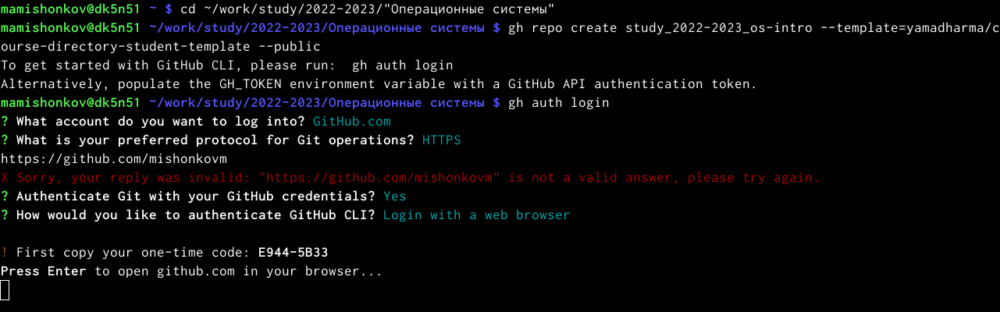 mamishonkov@dk5n51 ~ $ cd ~/work/study/2022-2023/"Операционные системы"
mamishonkov@dk5n51 ~/work/study/2022-2023/Операционные системы $ gh repo create study_2022-2023_os-intro --template=yamadharma/c
ourse-directory-student-template --public
To get started with GitHub CLI, please run:  gh auth login
Alternatively, populate the GH_TOKEN environment variable with a GitHub API authentication token.
mamishonkov@dk5n51 ~/work/study/2022-2023/Операционные системы $ gh auth login
? What account do you want to log into? GitHub.com
? What is your preferred protocol for Git operations? HTTPS
https://github.com/mishonkovm
X Sorry, your reply was invalid: "https://github.com/mishonkovm" is not a valid answer, please try again.
? Authenticate Git with your GitHub credentials? Yes
? How would you like to authenticate GitHub CLI? Login with a web browser
! First copy your one-time code: E944-5B33
Press Enter to open github.com in your browser...